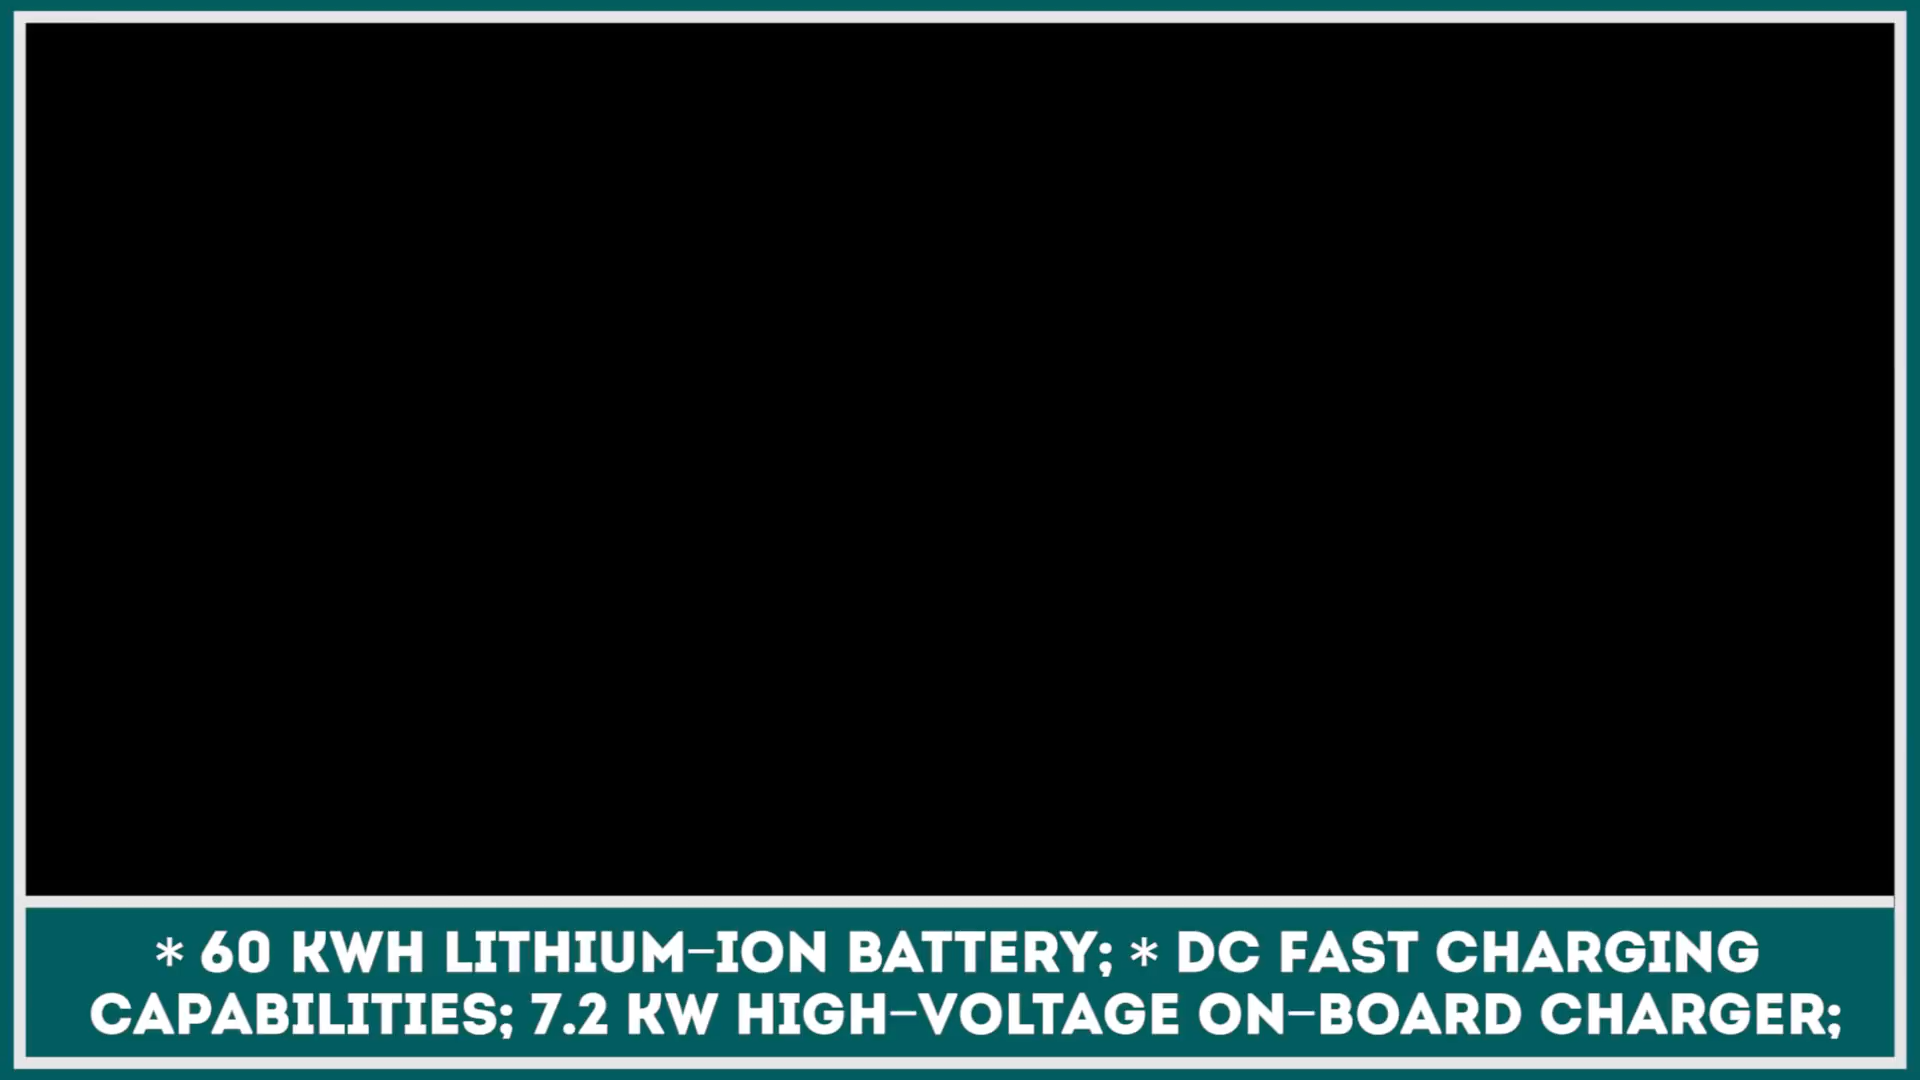 * 60 KWH LITHIUM-ION BATTERY; * DC FAST CHARGING
CAPABILITIES; 7.2 KW HIGH-VOLTAGE ON-BOARD CHARGER;